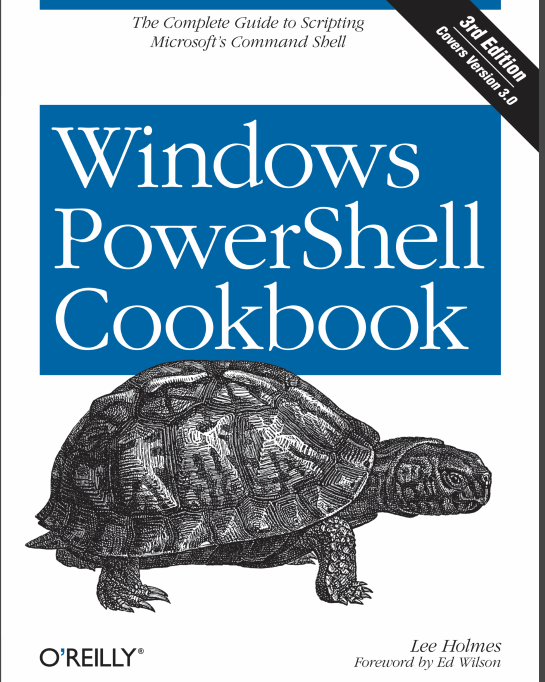 The Complete Guide to Scripting
Microsoft's Command Shell
3rd Edition
Covers Version 3.0
Windows
PowerShell
Cookbook
O'REILLY®
Lee Holmes
Foreword by Ed Wilson